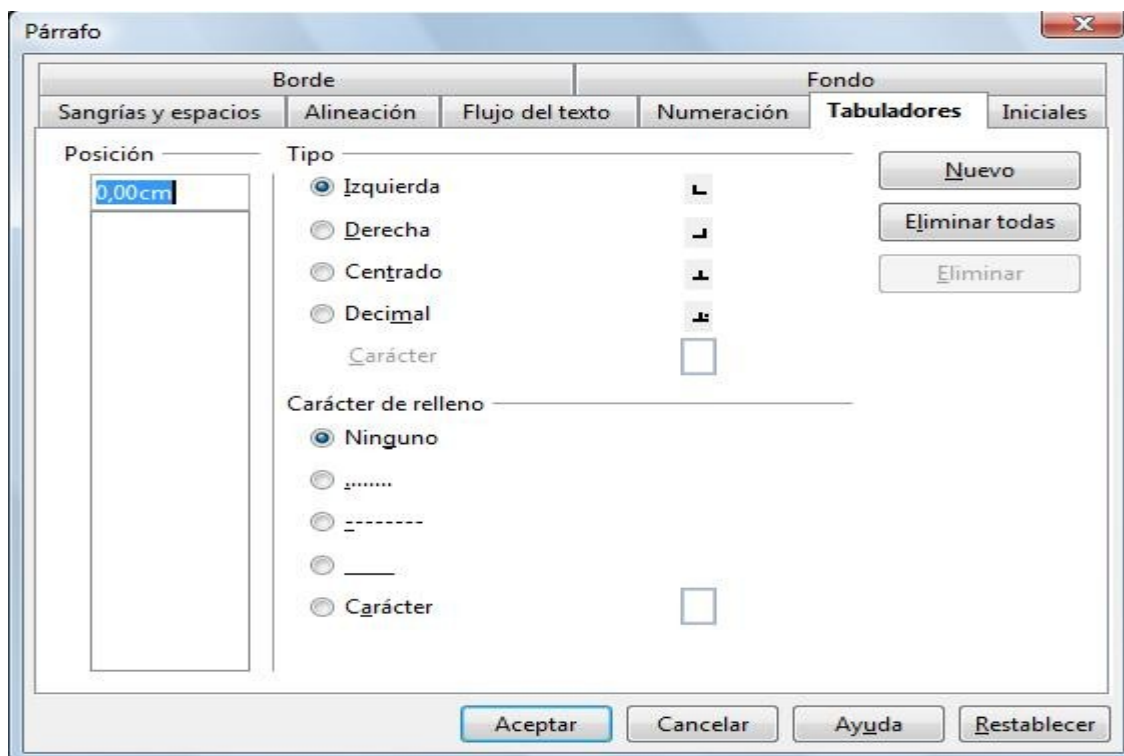 Párrafo
Borde Fondo
Sangrías y espacios Alineación Flujo del texto Numeración Tabuladores Iniciales
Posición Tipo
0,00cm
Izquierda
Derecha
Centrado
Decimal
Carácter
Nuevo
Eliminar todas
Eliminar
Carácter de relleno
Ninguno
........
--------
_____
Carácter
Aceptar Cancelar Ayuda Restablecer